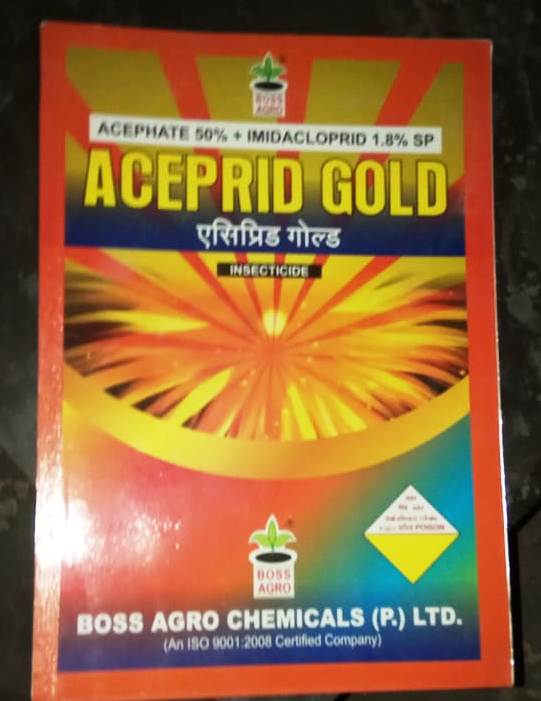 BOSS
AGRO
ACEPHATE 50% + IMIDACLOPRID 1.8% SP
ACEPRID GOLD
एसिप्रिड गोल्ड
INSECTICIDE
POISON
BOSS
AGRO
BOSS AGRO CHEMICALS (P.) LTD.
(An ISO 9001:2008 Certified Company)